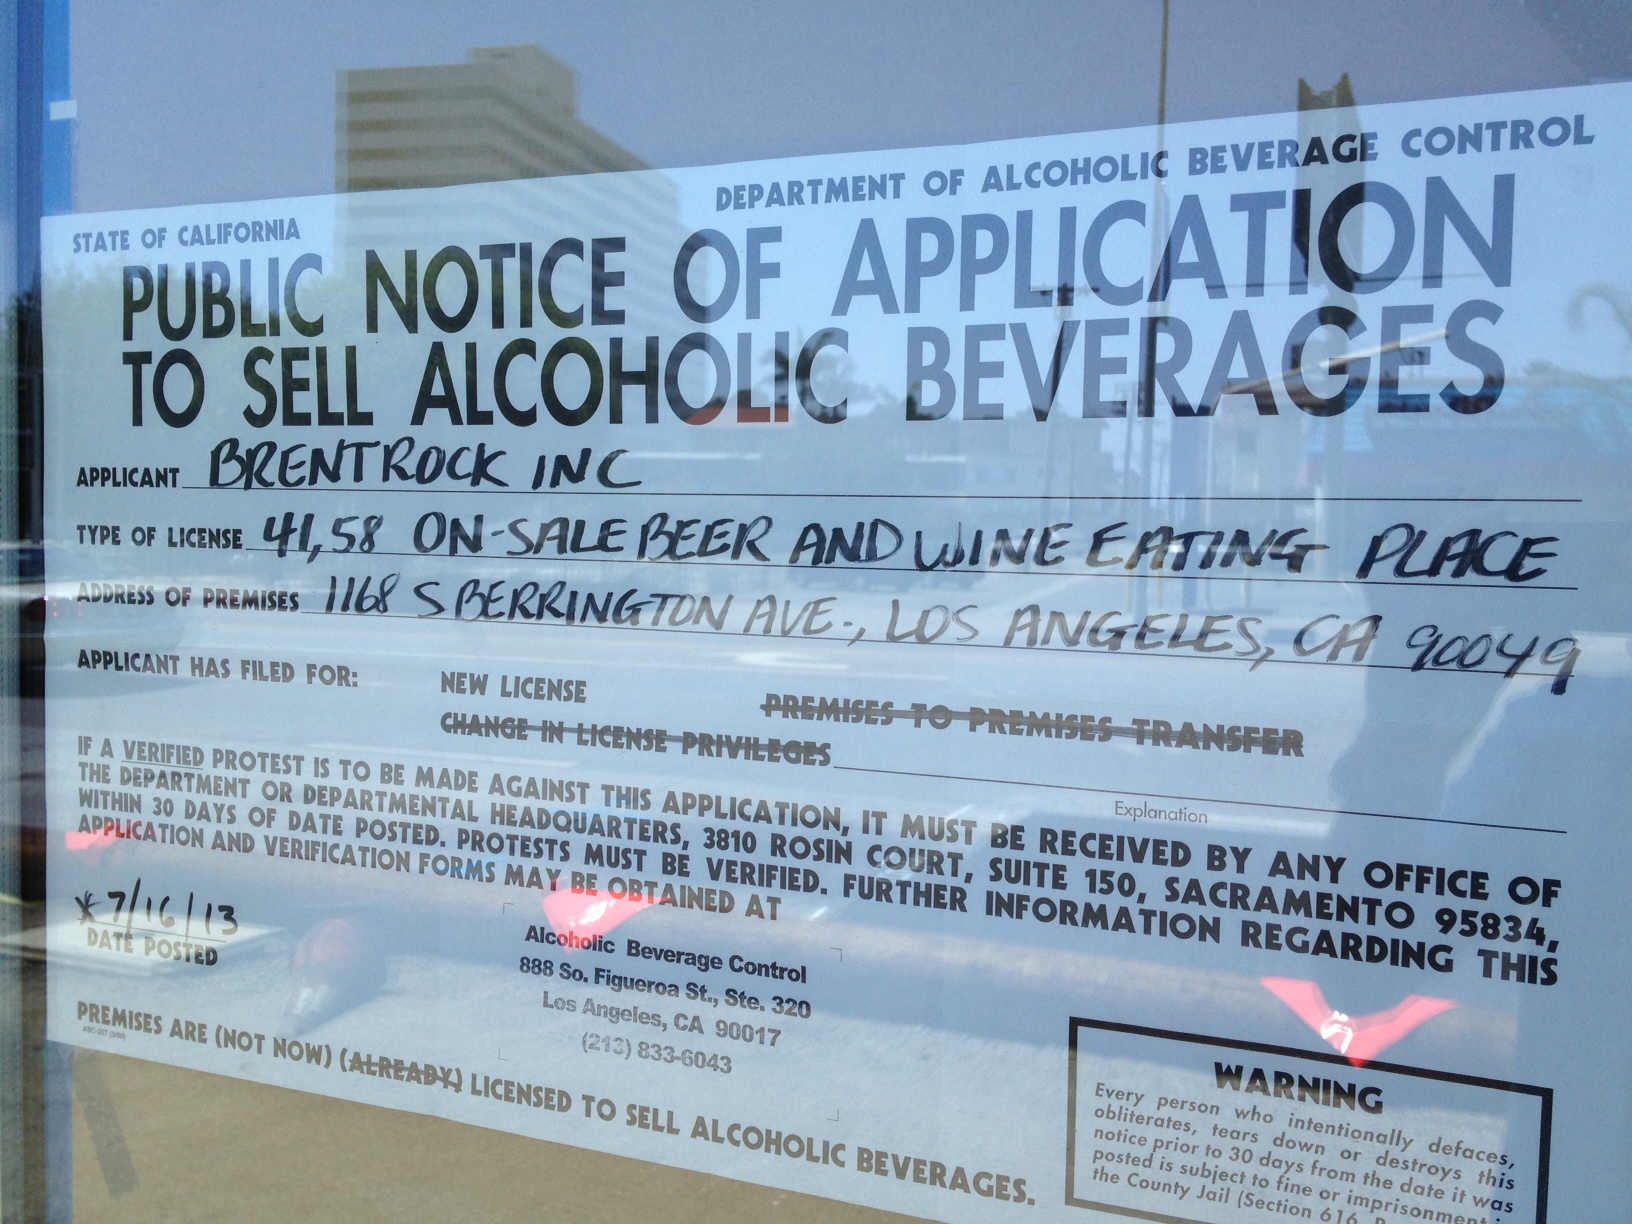 STATE OF CALIFORNIA
DEPARTMENT OF ALCOHOLIC BEVERAGE CONTROL
PUBLIC NOTICE OF APPLICATION
TO SELL ALCOHOLIC BEVERAGES
APPLICANT BRENTROCK INC
TYPE OF LICENSE 41,58 ON-SALE BEER AND WINE EATING PLACE
ADDRESS OF PREMISES 1168 S BERRINGTON AVE., LOS ANGELES, CA 90049
APPLICANT HAS FILED FOR: NEW LICENSE PREMISES TO PREMISES TRANSFER
CHANGE IN LICENSE PRIVILEGES
Explanation
IF A VERIFIED PROTEST IS TO BE MADE AGAINST THIS APPLICATION, IT MUST BE RECEIVED BY ANY OFFICE OF
THE DEPARTMENT OR DEPARTMENTAL HEADQUARTERS, 3810 ROSIN COURT, SUITE 150, SACRAMENTO 95834,
WITHIN 30 DAYS OF DATE POSTED. PROTESTS MUST BE VERIFIED. FURTHER INFORMATION REGARDING THIS
APPLICATION AND VERIFICATION FORMS MAY BE OBTAINED AT
* 7/16/13
DATE POSTED
Alcoholic Beverage Control
888 So. Figueroa St., Ste. 320
Los Angeles, CA 90017
(213) 833-6043
PREMISES ARE (NOT NOW) (ALREADY) LICENSED TO SELL ALCOHOLIC BEVERAGES.
WARNING
Every person who intentionally defaces,
obliterates, tears down or destroys this
notice prior to 30 days from the date it was
posted is subject to fine or imprisonment in
the County Jail (Section 616,